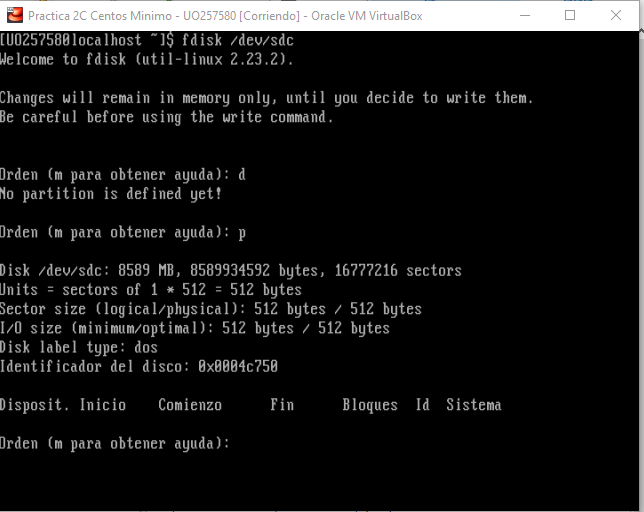 Practica 2C Centos Minimo - UO257580 [Corriendo] - Oracle VM VirtualBox
[UO257580@localhost ~]$ fdisk /dev/sdc
Welcome to fdisk (util-linux 2.23.2).
Changes will remain in memory only, until you decide to write them.
Be careful before using the write command.
Orden (m para obtener ayuda): d
No partition is defined yet!
Orden (m para obtener ayuda): p
Disk /dev/sdc: 8589 MB, 8589934592 bytes, 16777216 sectors
Units = sectors of 1 * 512 = 512 bytes
Sector size (logical/physical): 512 bytes / 512 bytes
I/O size (minimum/optimal): 512 bytes / 512 bytes
Disk label type: dos
Identificador del disco: 0x0004c750
Disposit. Inicio    Comienzo      Fin      Bloques  Id  Sistema
Orden (m para obtener ayuda):